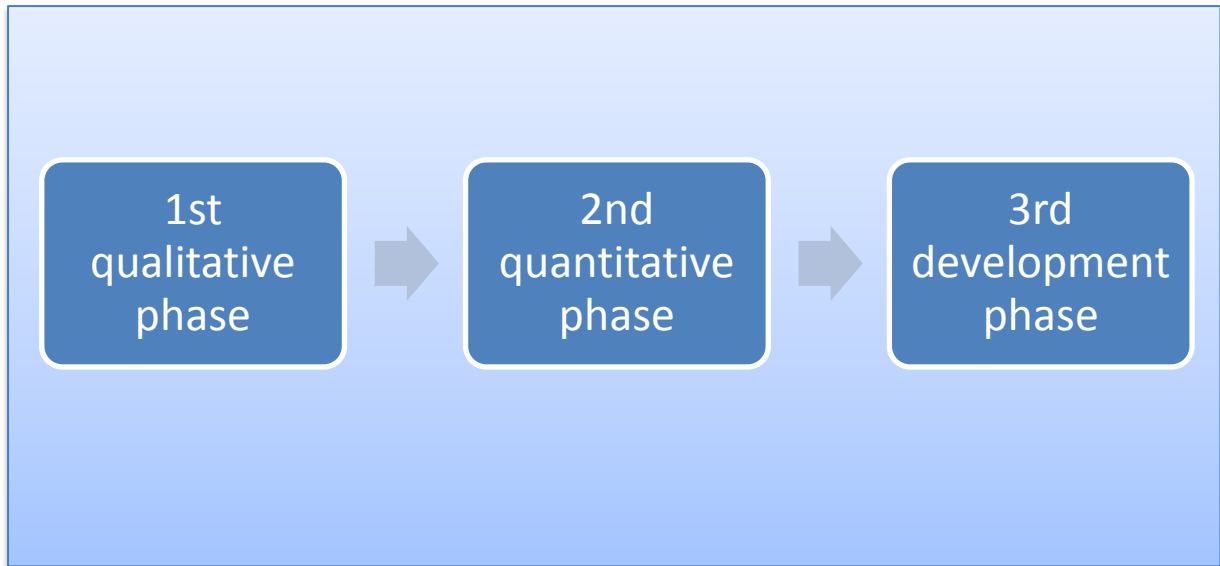 1st
qualitative
phase
2nd
quantitative
phase
3rd
development
phase